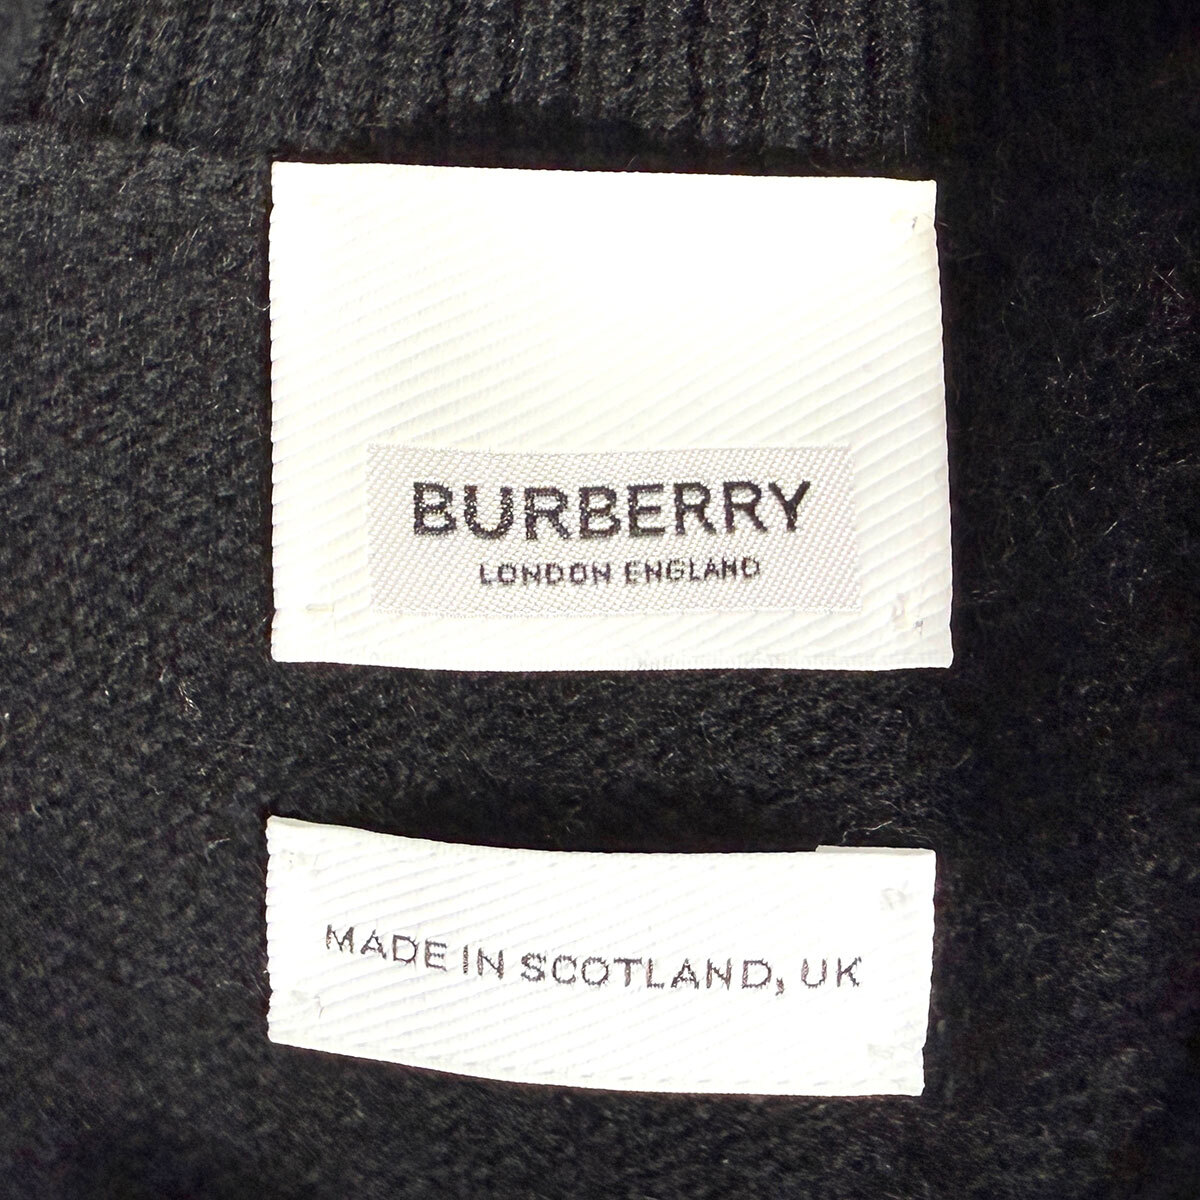 BURBERRY
LONDON ENGLAND
MADE IN SCOTLAND, UK